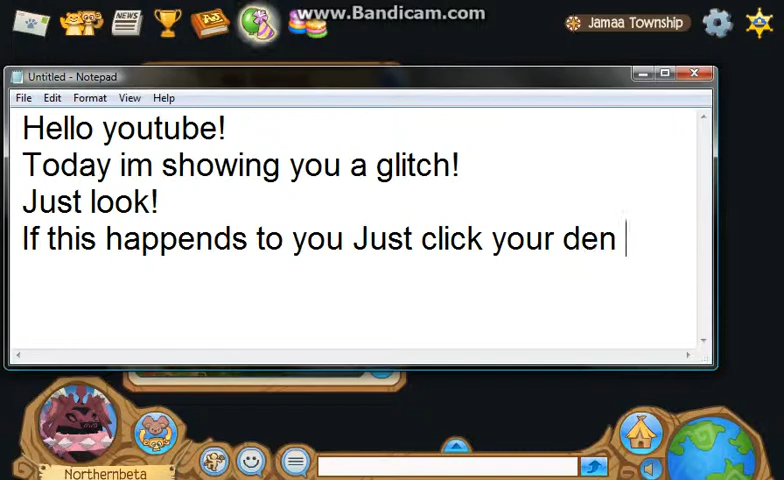 www.Bandicam.com
NEWS
Jamaa Township
Untitled - Notepad
File Edit Format View Help
Hello youtube!
Today im showing you a glitch!
Just look!
If this happends to you Just click your den
Northernbeta